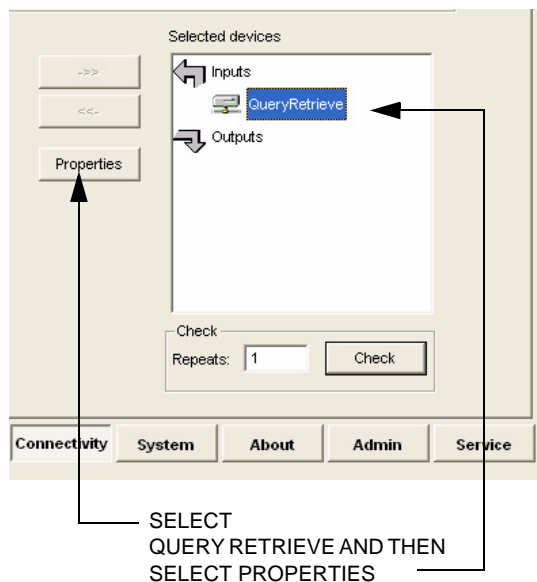 Selected devices
->>
Inputs
<<-
QueryRetrieve
Outputs
Properties
Check
Repeats: 1 Check
Connectivity System About Admin Service
SELECT
QUERY RETRIEVE AND THEN
SELECT PROPERTIES